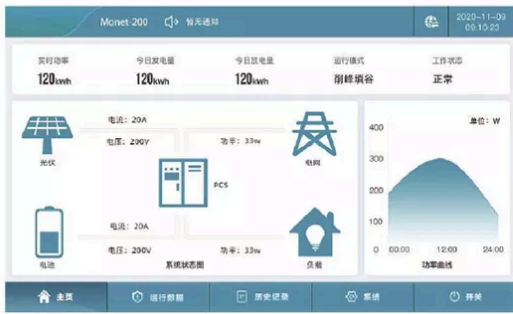 Monet-200 暂无通知 2020-11-09
09:10:23
实时功率 今日发电量 今日放电量 运行模式 工作状态
120kwh 120kwh 120kwh 削峰填谷 正常
电流：20A
电压：200V 功率：33w
光伏 电网
PCS
电流：20A
电压：200V 功率：33w
电池 系统状态图 负载
单位：W
400
300
200
100
0 00:00 12:00 24:00
功率曲线
主页 运行数据 历史记录 系统 开关